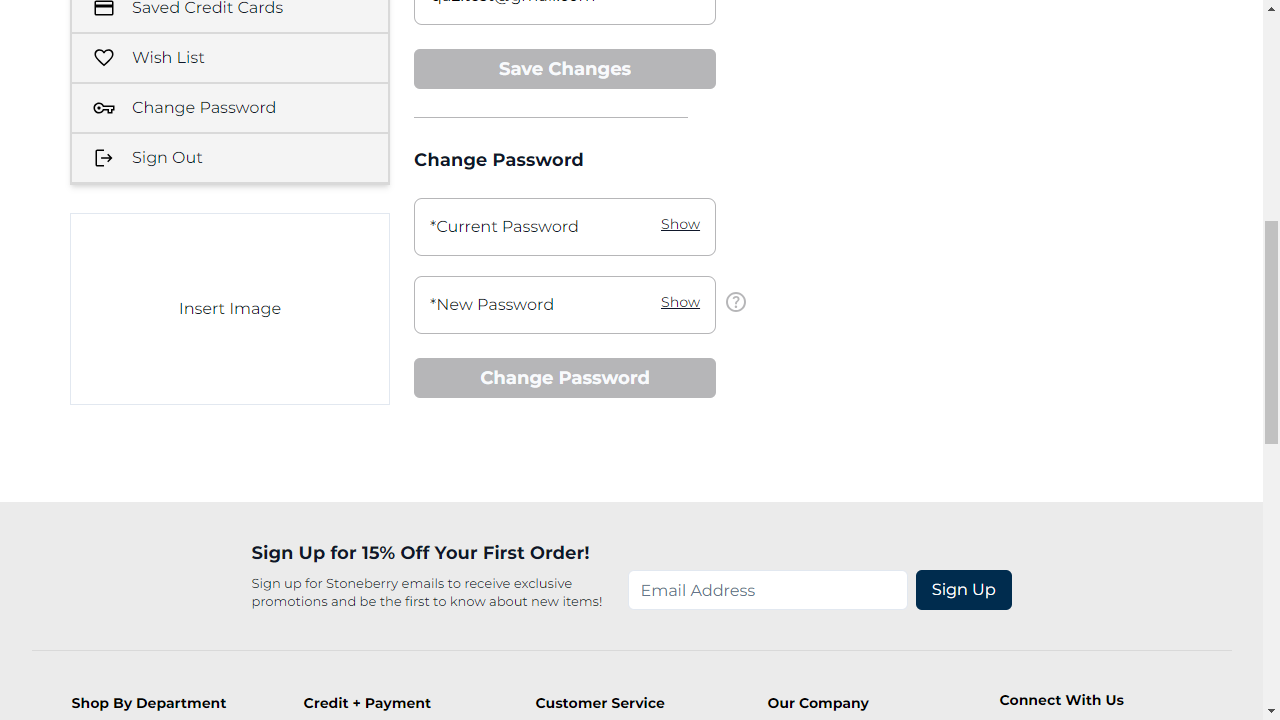 Saved Credit Cards
Wish List
Change Password
Sign Out
Insert Image
Save Changes
Change Password
*Current Password
Show
*New Password
Show
Change Password
Sign Up for 15% Off Your First Order!
Sign up for Stoneberry emails to receive exclusive
promotions and be the first to know about new items!
Email Address
Sign Up
Shop By Department
Credit + Payment
Customer Service
Our Company
Connect With Us